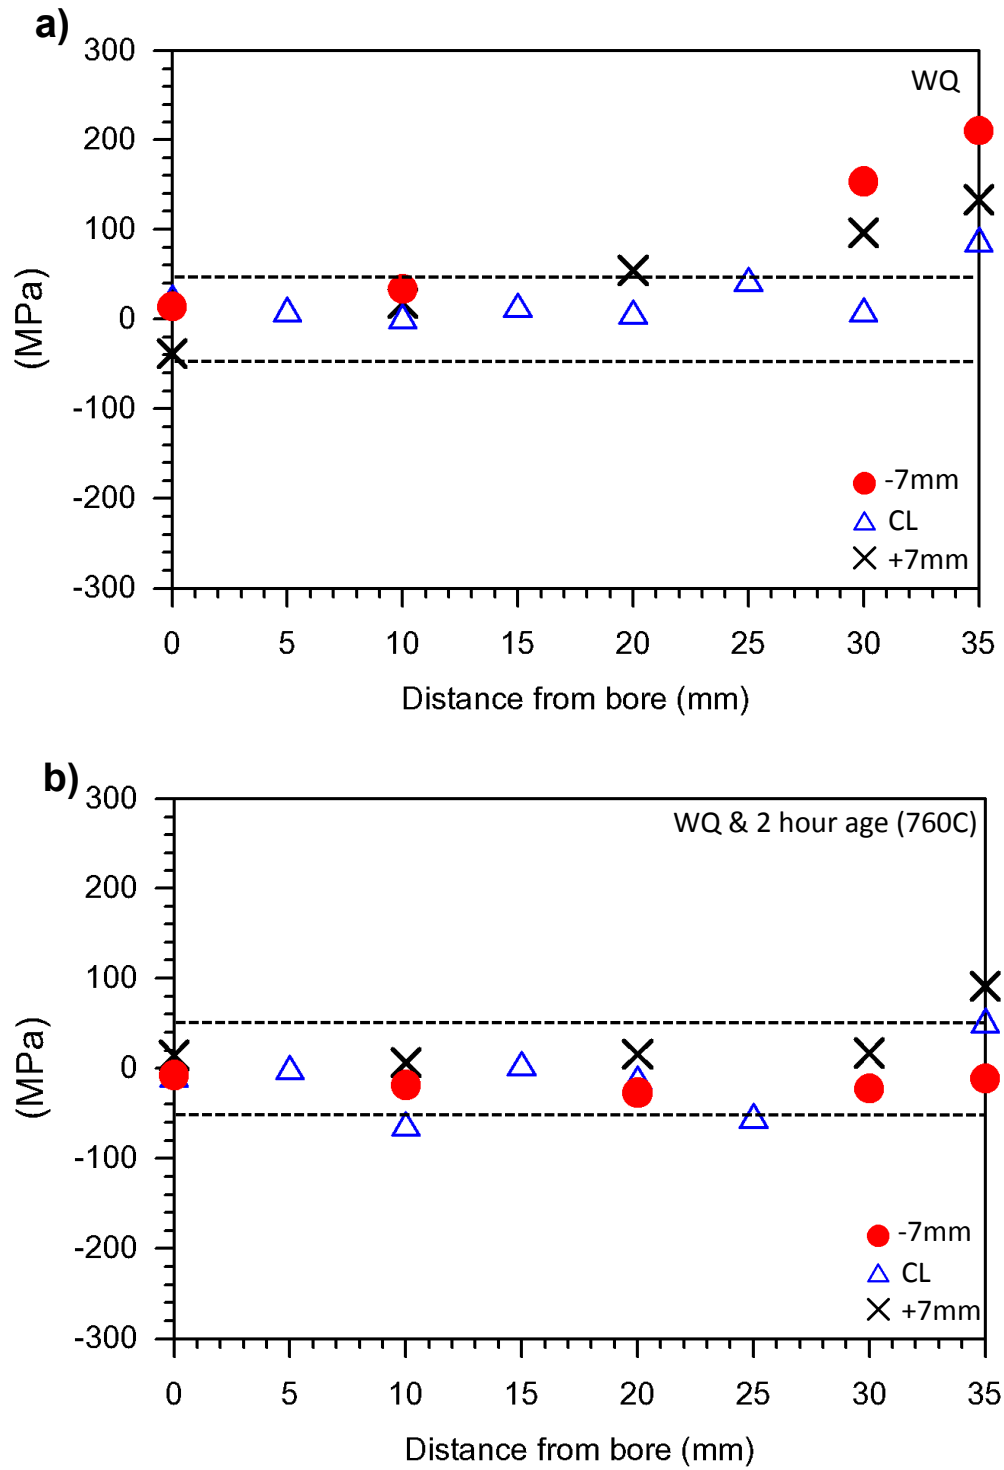 a)
300
WQ
200
100
0
-100
-200
-300
(MPa)
-7mm
CL
+7mm
0 5 10 15 20 25 30 35
Distance from bore (mm)
b)
300
WQ & 2 hour age (760C)
200
100
0
-100
-200
-300
(MPa)
-7mm
CL
+7mm
0 5 10 15 20 25 30 35
Distance from bore (mm)